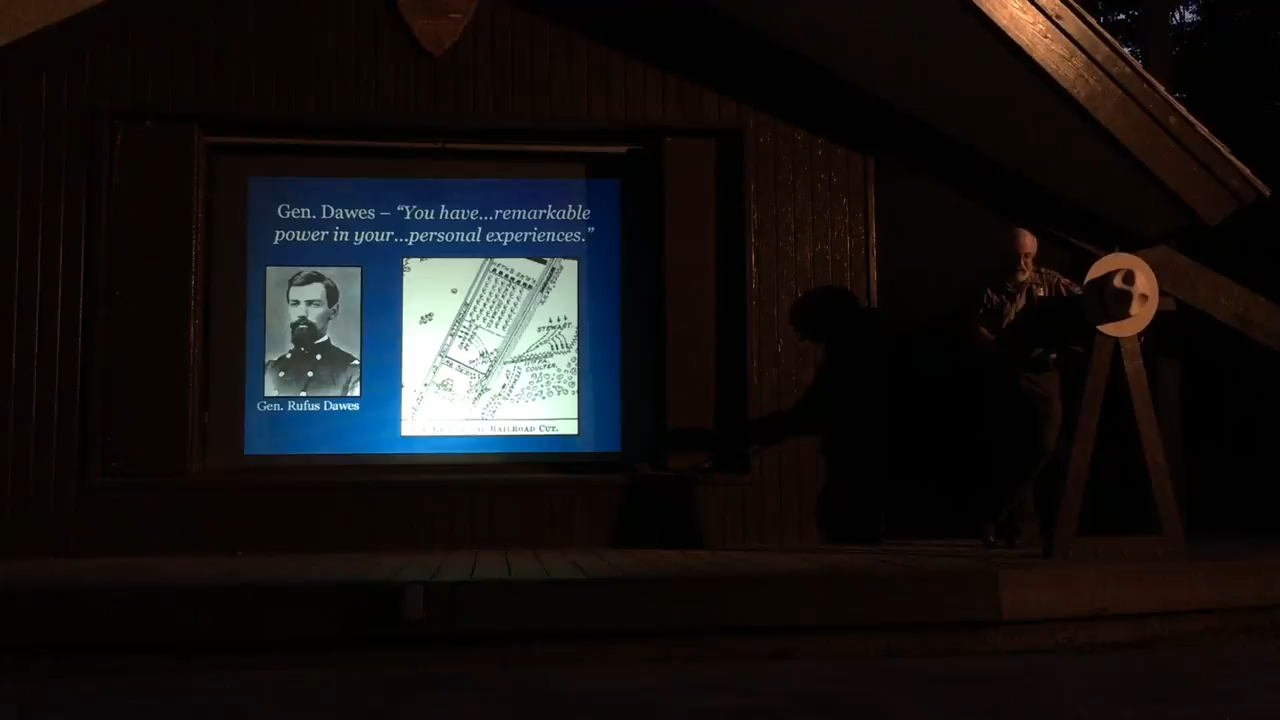 Gen. Dawes – “You have...remarkable
power in your...personal experiences.”
STEWART.
COULTER.
RAILROAD CUT.
Gen. Rufus Dawes